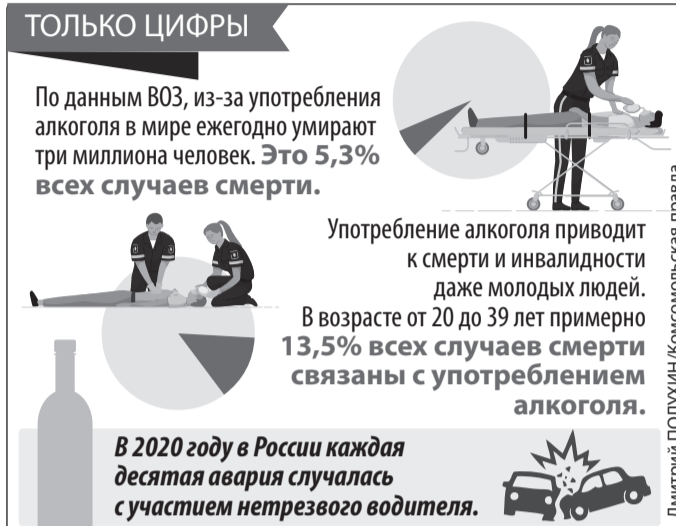 ТОЛЬКО ЦИФРЫ
По данным ВОЗ, из-за употребления
алкоголя в мире ежегодно умирают
три миллиона человек. Это 5,3%
всех случаев смерти.
Употребление алкоголя приводит
к смерти и инвалидности
даже молодых людей.
В возрасте от 20 до 39 лет примерно
13,5% всех случаев смерти
связаны с употреблением
алкоголя.
В 2020 году в России каждая
десятая авария случалась
с участием нетрезвого водителя.
Дмитрий ПОЛУХИН/Комсомольская правда